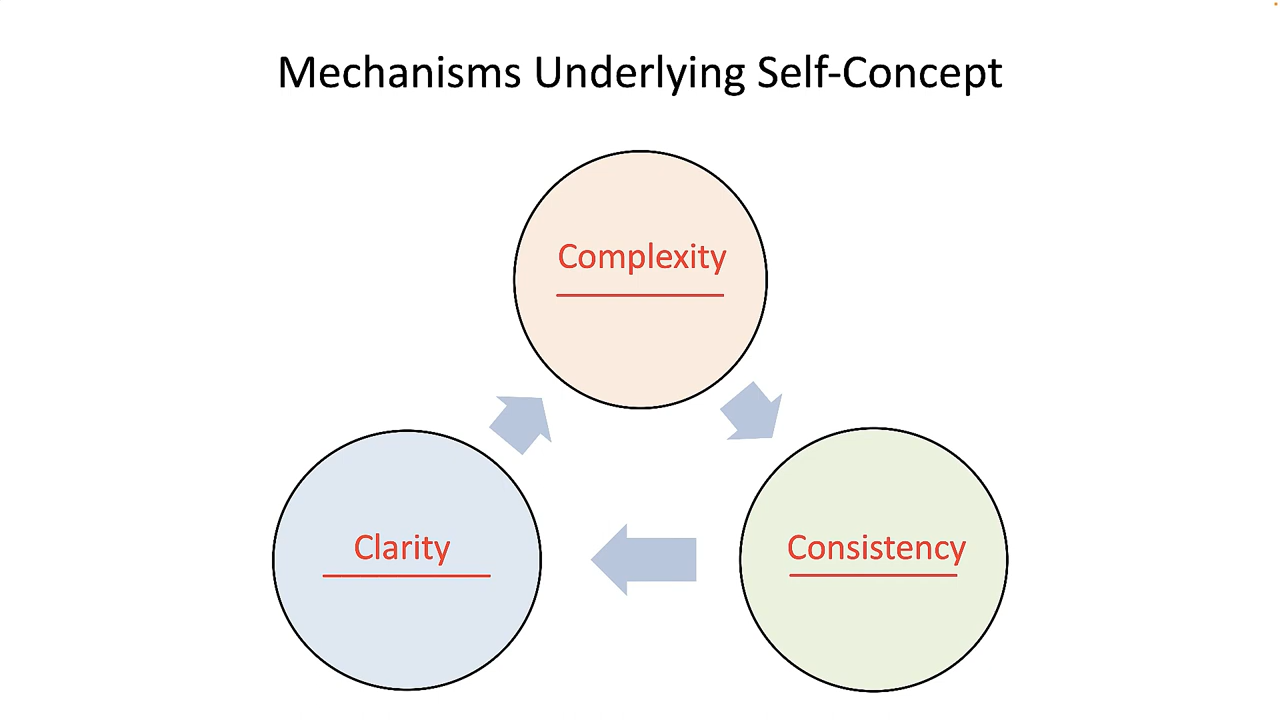 Mechanisms Underlying Self-Concept
Complexity
Clarity
Consistency